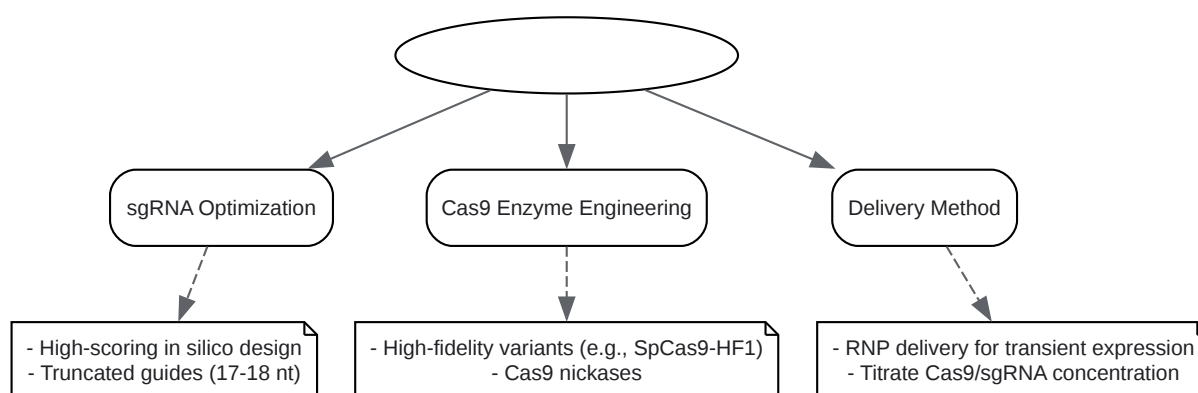 sgRNA Optimization
Cas9 Enzyme Engineering
Delivery Method
- High-scoring in silico design
- Truncated guides (17-18 nt)
- High-fidelity variants (e.g., SpCas9-HF1)
- Cas9 nickases
- RNP delivery for transient expression
- Titrate Cas9/sgRNA concentration